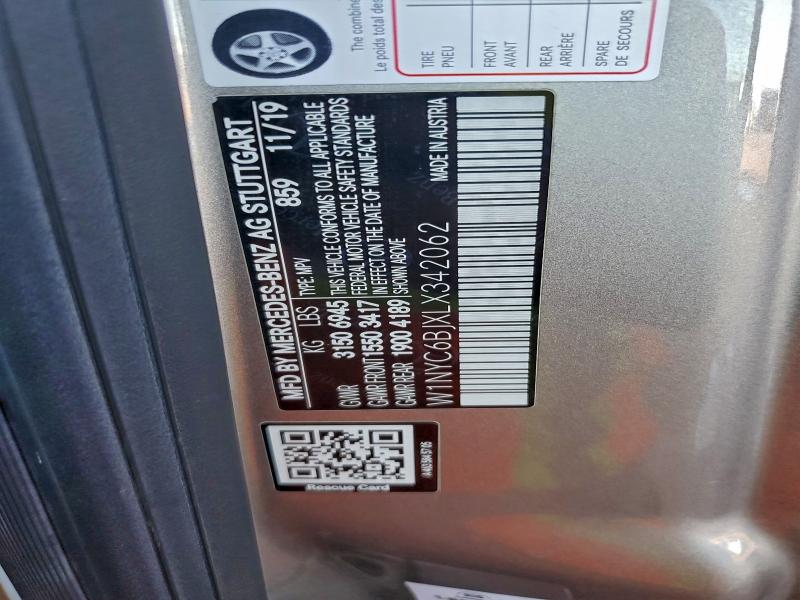 The combine
Le poids total des
TIRE
PNEU
FRONT
AVANT
REAR
ARRIÈRE
SPARE
DE SECOURS
MFD BY MERCEDES-BENZ AG STUTTGART
859 11/19
KG LBS TYPE: MPV
GVWR 3150 6945 THIS VEHICLE CONFORMS TO ALL APPLICABLE
FEDERAL MOTOR VEHICLE SAFETY STANDARDS
GAWR FRONT 1550 3417 IN EFFECT ON THE DATE OF MANUFACTURE
GAWR REAR 1900 4189 SHOWN ABOVE
MADE IN AUSTRIA
W1NYC6BJXLX342062
Rescue Card